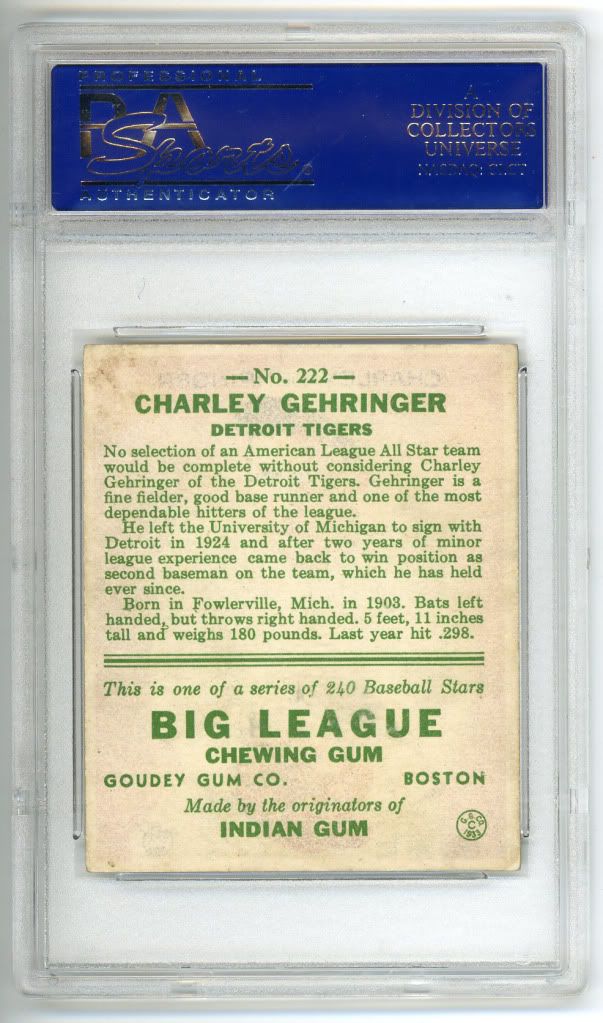 PROFESSIONAL
PSA
Sports
AUTHENTICATOR
A
DIVISION OF
COLLECTORS
UNIVERSE
NASDAQ: CLCT
— No. 222 —
CHARLEY GEHRINGER
DETROIT TIGERS
No selection of an American League All Star team
would be complete without considering Charley
Gehringer of the Detroit Tigers. Gehringer is a
fine fielder, good base runner and one of the most
dependable hitters of the league.
He left the University of Michigan to sign with
Detroit in 1924 and after two years of minor
league experience came back to win position as
second baseman on the team, which he has held
ever since.
Born in Fowlerville, Mich. in 1903. Bats left
handed, but throws right handed. 5 feet, 11 inches
tall and weighs 180 pounds. Last year hit .298.
This is one of a series of 240 Baseball Stars
BIG LEAGUE
CHEWING GUM
GOUDEY GUM CO. BOSTON
Made by the originators of
INDIAN GUM
G. G. CO.
C
1933